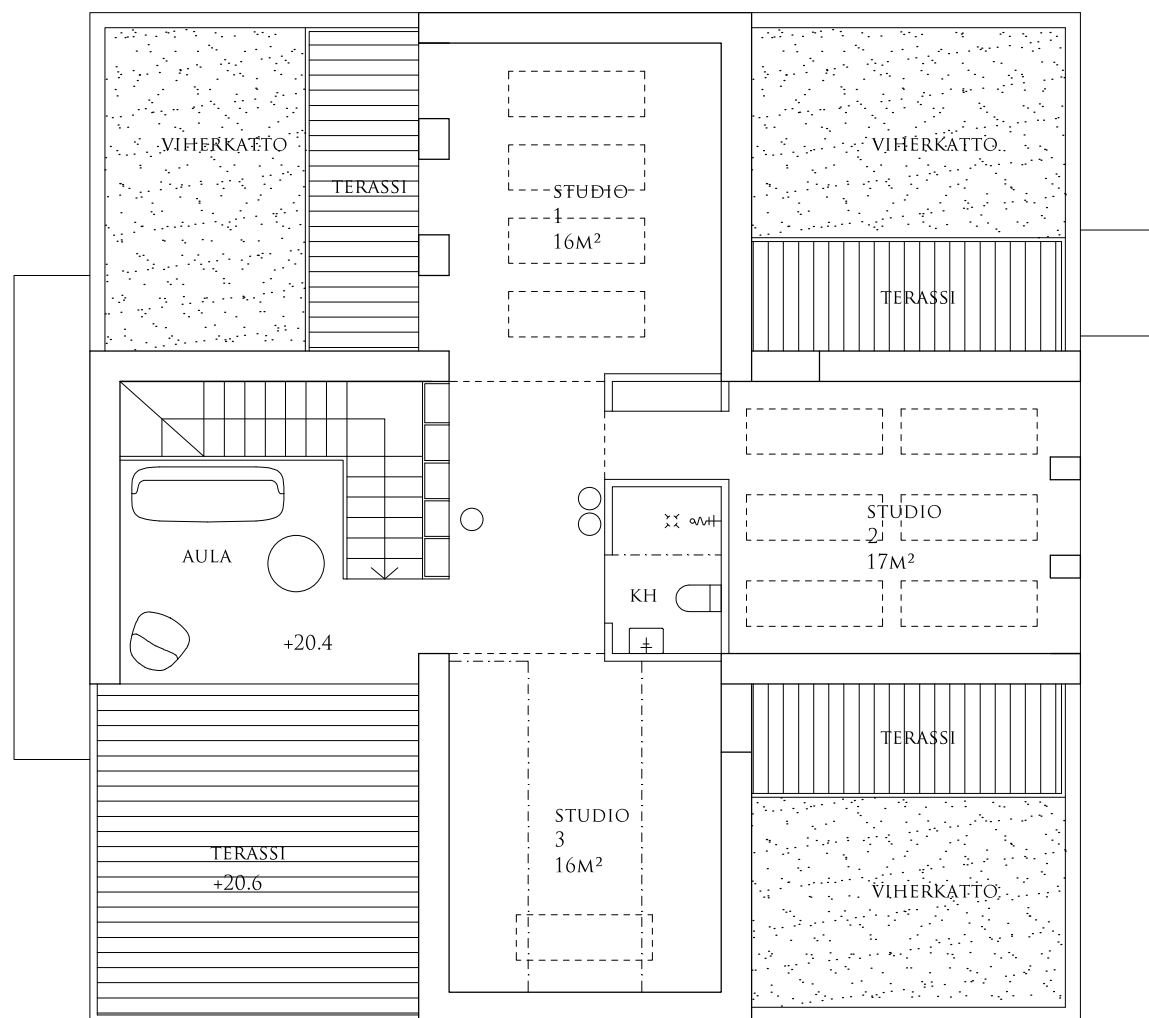 VIHERKATTO
VIHERKATTO
TERASSI
STUDIO
1
16M²
TERASSI
STUDIO
2
17M²
AULA
KH
+20.4
TERASSI
STUDIO
3
16M²
TERASSI
+20.6
VIHERKATTO